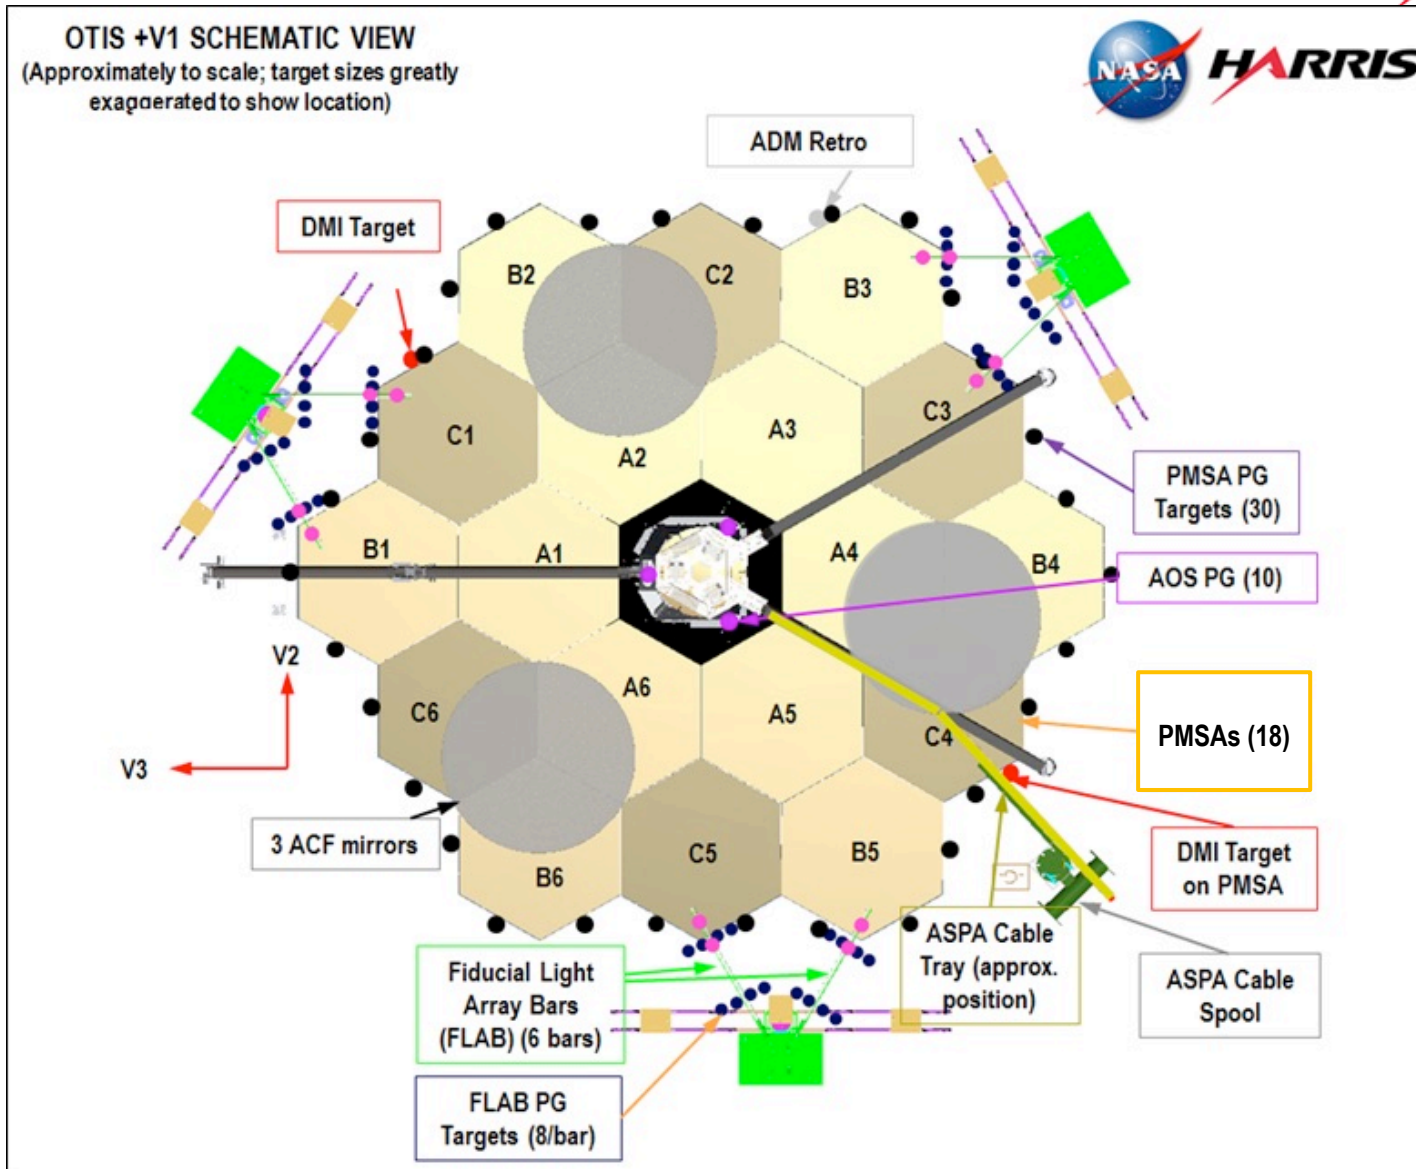 OTIS +V1 SCHEMATIC VIEW
(Approximately to scale; target sizes greatly
exaggerated to show location)
NASA
HARRIS
ADM Retro
DMI Target
B2
C2
B3
C1
A2
A3
C3
PMSA PG
Targets (30)
B1
A1
A4
B4
AOS PG (10)
V2
V3
C6
A6
A5
C4
PMSAs (18)
3 ACF mirrors
B6
C5
B5
DMI Target
on PMSA
ASPA Cable
Tray (approx.
position)
ASPA Cable
Spool
Fiducial Light
Array Bars
(FLAB) (6 bars)
FLAB PG
Targets (8/bar)